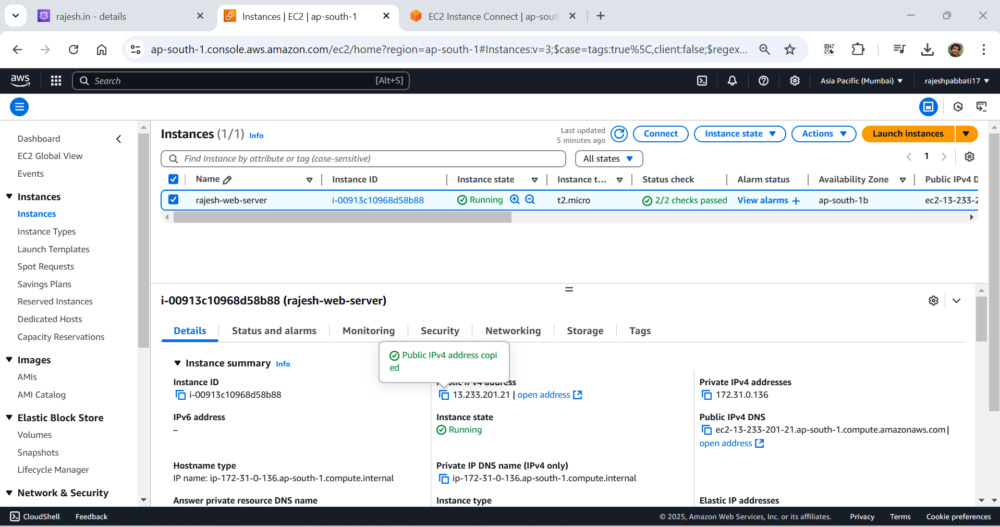 rajesh.in - details
Instances | EC2 | ap-south-1
EC2 Instance Connect | ap-sout
ap-south-1.console.aws.amazon.com/ec2/home?region=ap-south-1#Instances:v=3;$case=tags:true%5C,client:false;$regex...
aws
Search
[Alt+S]
Asia Pacific (Mumbai)
rajeshpabbati17
Dashboard
EC2 Global View
Events
Instances
Instances
Instance Types
Launch Templates
Spot Requests
Savings Plans
Reserved Instances
Dedicated Hosts
Capacity Reservations
Images
AMIs
AMI Catalog
Elastic Block Store
Volumes
Snapshots
Lifecycle Manager
Network & Security
Instances (1/1) Info
Last updated
5 minutes ago
Connect
Instance state
Actions
Launch instances
Find Instance by attribute or tag (case-sensitive)
All states
1
Name
Instance ID
Instance state
Instance t...
Status check
Alarm status
Availability Zone
Public IPv4 D
rajesh-web-server
i-00913c10968d58b88
Running
t2.micro
2/2 checks passed
View alarms +
ap-south-1b
ec2-13-233-2
i-00913c10968d58b88 (rajesh-web-server)
Details
Status and alarms
Monitoring
Security
Networking
Storage
Tags
Public IPv4 address copi
ed
Instance summary Info
Instance ID
i-00913c10968d58b88
Public IPv4 address
13.233.201.21 | open address
Private IPv4 addresses
172.31.0.136
IPv6 address
–
Instance state
Running
Public IPv4 DNS
ec2-13-233-201-21.ap-south-1.compute.amazonaws.com |
open address
Hostname type
IP name: ip-172-31-0-136.ap-south-1.compute.internal
Private IP DNS name (IPv4 only)
ip-172-31-0-136.ap-south-1.compute.internal
Answer private resource DNS name
Instance type
Elastic IP addresses
CloudShell
Feedback
© 2025, Amazon Web Services, Inc. or its affiliates.
Privacy
Terms
Cookie preferences